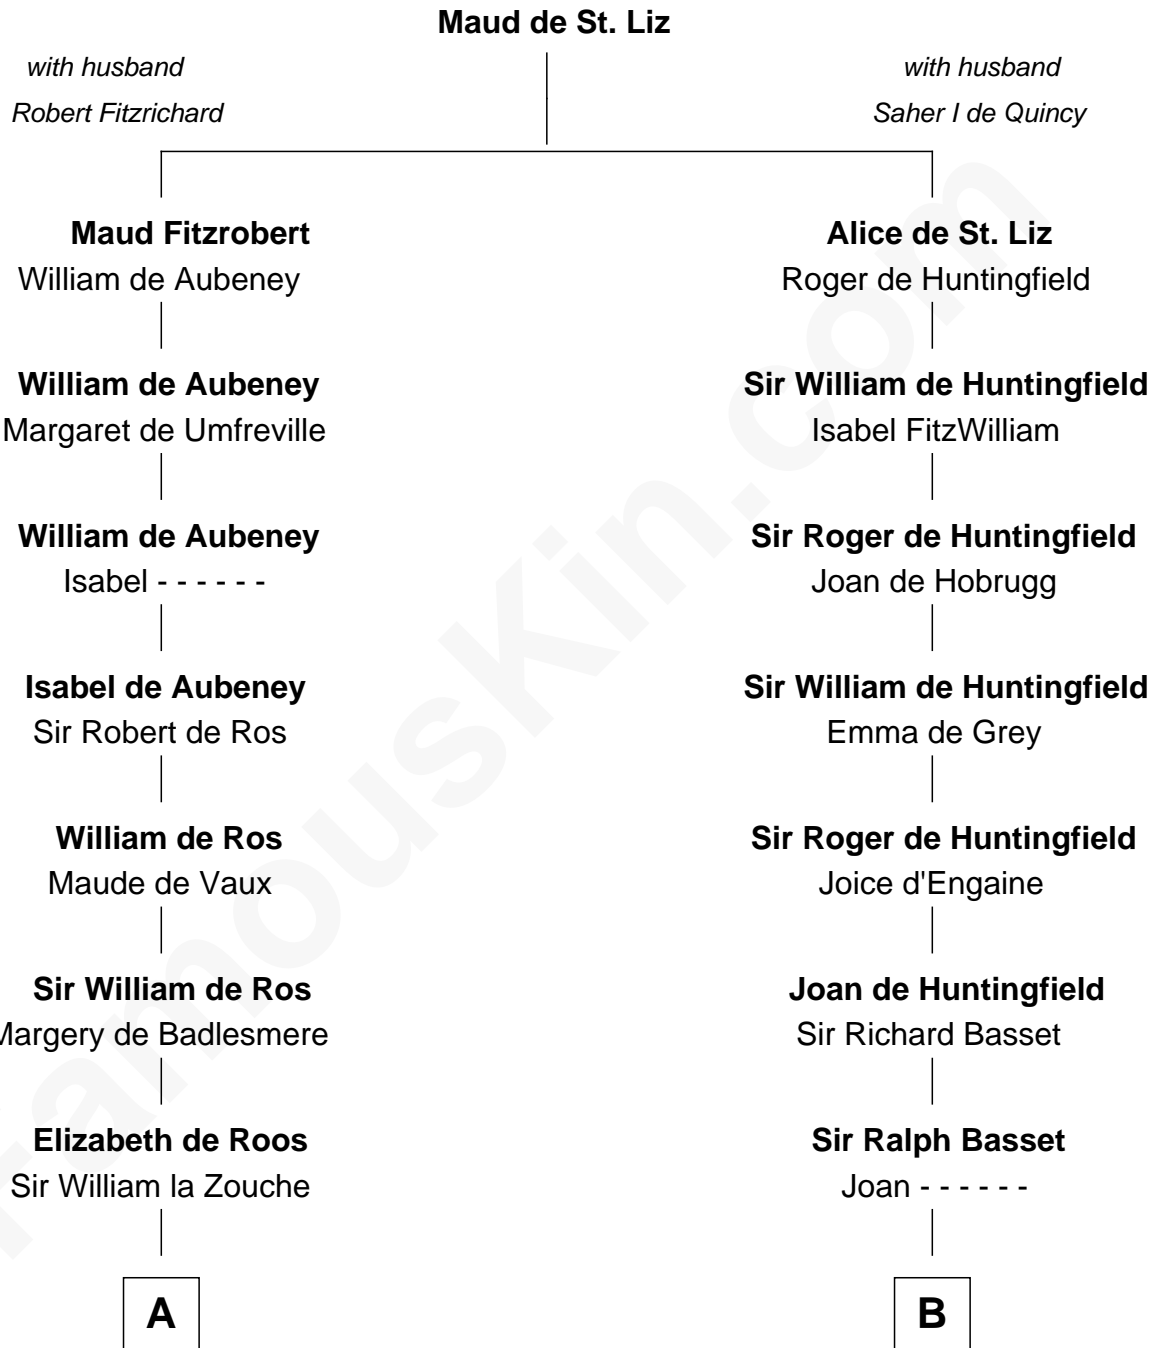 Maud de St. Liz
with husband
Robert Fitzrichard
with husband
Saher I de Quincy
Maud Fitzrobert
William de Aubeney
Alice de St. Liz
Roger de Huntingfield
William de Aubeney
Margaret de Umfreville
Sir William de Huntingfield
Isabel FitzWilliam
William de Aubeney
Isabel - - - - - -
Sir Roger de Huntingfield
Joan de Hobrugg
Isabel de Aubeney
Sir Robert de Ros
Sir William de Huntingfield
Emma de Grey
William de Ros
Maude de Vaux
Sir Roger de Huntingfield
Joice d'Engaine
Sir William de Ros
Margery de Badlesmere
Joan de Huntingfield
Sir Richard Basset
Elizabeth de Roos
Sir William la Zouche
Sir Ralph Basset
Joan - - - - - -
A
B
FamousKin.com